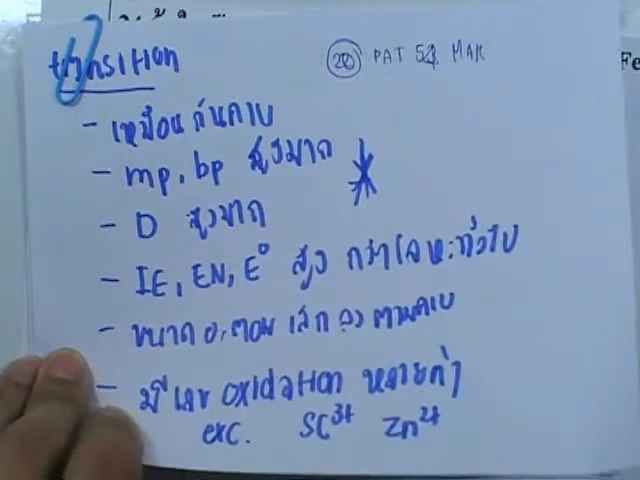 transition
20 PAT 54 MAR
- เหมือนกันคาบ
- mp, bp สูงมาก *
- D สูงมาก
- IE, EN, E° สูง กว่าโลหะทั่วไป
- ขนาด อะตอม เล็ก ลง ตามคาบ
- มีเลข oxidation หลายค่า
exc. Sc³⁺ Zn²⁺
Fe